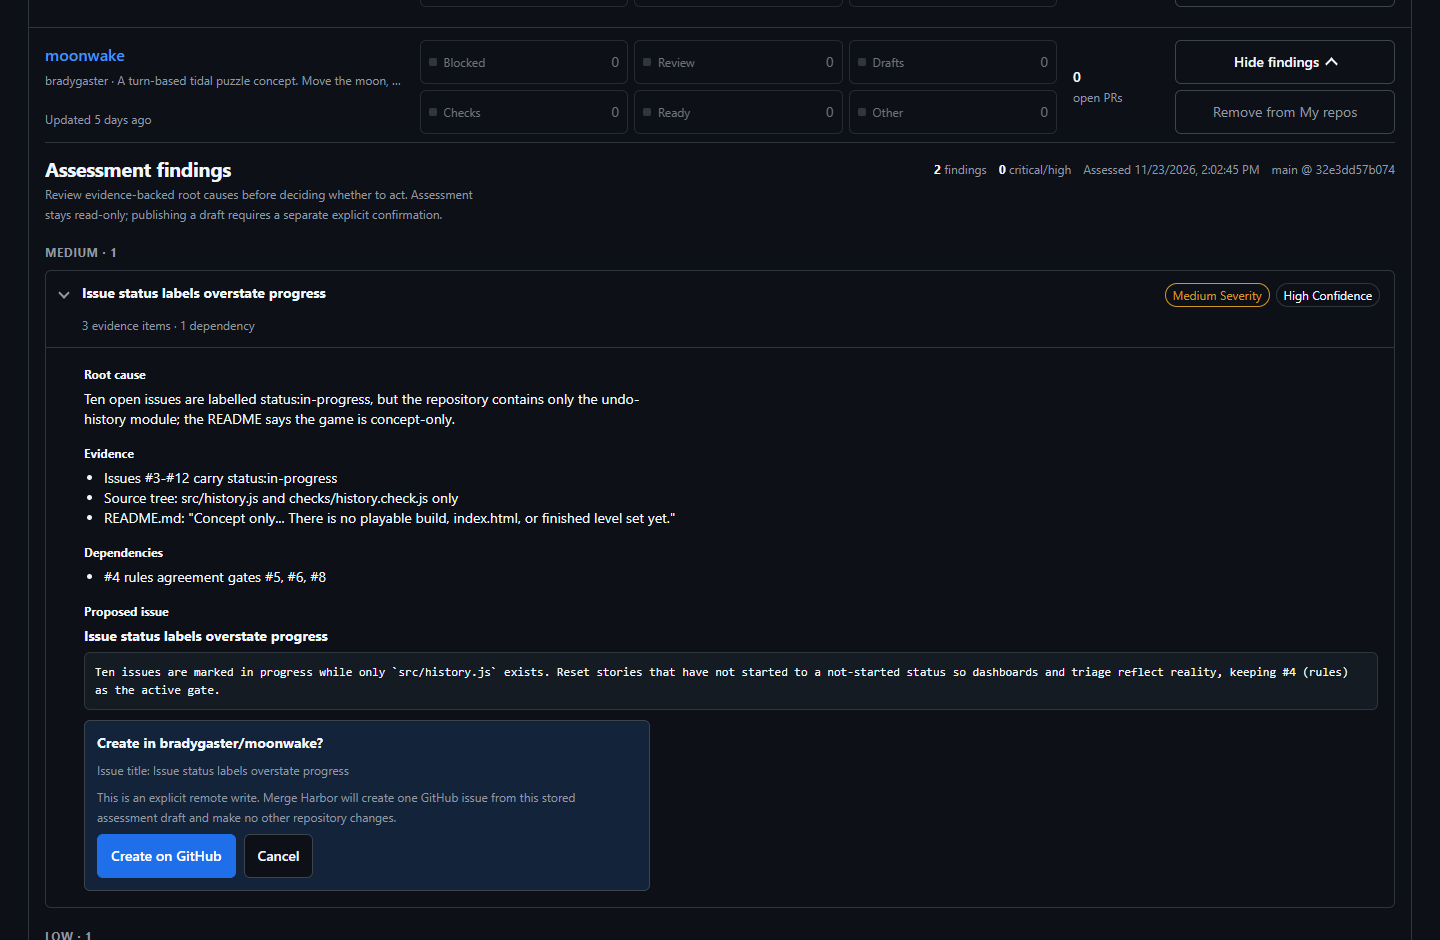 moonwake
bradygaster · A turn-based tidal puzzle concept. Move the moon, ...
Updated 5 days ago
Blocked 0
Review 0
Drafts 0
Checks 0
Ready 0
Other 0
0
open PRs
Hide findings
Remove from My repos
Assessment findings
2 findings 0 critical/high Assessed 11/23/2026, 2:02:45 PM main @ 32e3dd57b074
Review evidence-backed root causes before deciding whether to act. Assessment
stays read-only; publishing a draft requires a separate explicit confirmation.
MEDIUM · 1
Issue status labels overstate progress
Medium Severity
High Confidence
3 evidence items · 1 dependency
Root cause
Ten open issues are labelled status:in-progress, but the repository contains only the undo-
history module; the README says the game is concept-only.
Evidence
• Issues #3-#12 carry status:in-progress
• Source tree: src/history.js and checks/history.check.js only
• README.md: "Concept only... There is no playable build, index.html, or finished level set yet."
Dependencies
• #4 rules agreement gates #5, #6, #8
Proposed issue
Issue status labels overstate progress
Ten issues are marked in progress while only `src/history.js` exists. Reset stories that have not started to a not-started status so dashboards and triage reflect reality, keeping #4 (rules)
as the active gate.
Create in bradygaster/moonwake?
Issue title: Issue status labels overstate progress
This is an explicit remote write. Merge Harbor will create one GitHub issue from this stored
assessment draft and make no other repository changes.
Create on GitHub
Cancel
LOW · 1